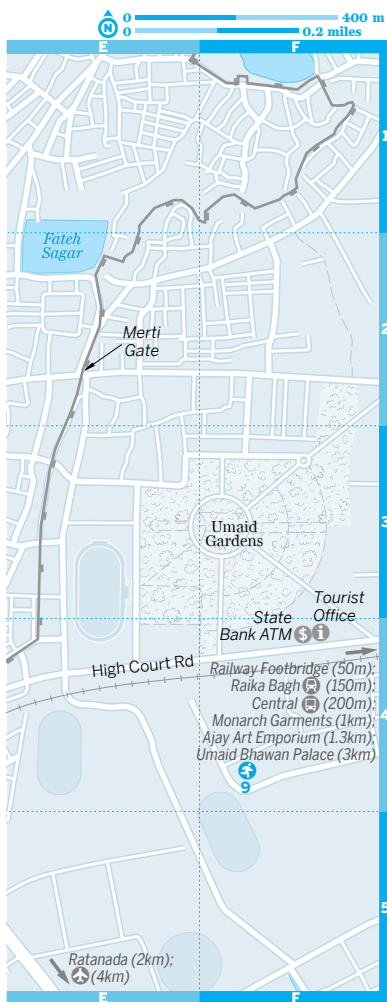 N
0 400 m
0 0.2 miles
E F
1
Fateh
Sagar
2
Merti
Gate
3
Umaid
Gardens
Tourist
Office
State
Bank ATM $ i
High Court Rd
Railway Footbridge (50m);
Raika Bagh (150m);
Central (200m);
4
Monarch Garments (1km);
Ajay Art Emporium (1.3km);
Umaid Bhawan Palace (3km)
9
5
Ratanada (2km);
(4km)
E F